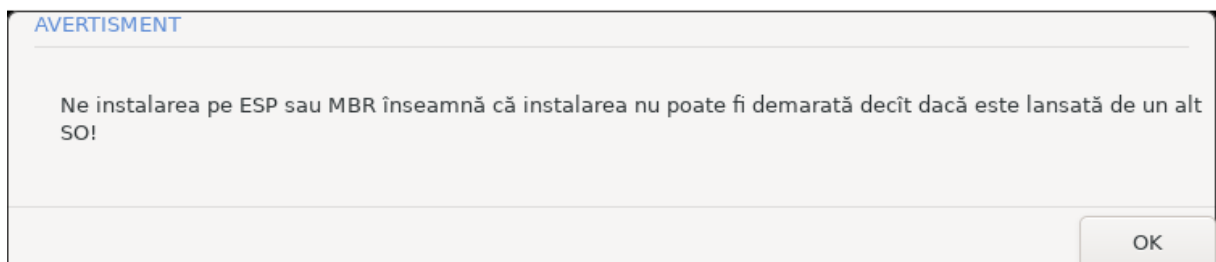 AVERTISMENT
Ne instalarea pe ESP sau MBR înseamnă că instalarea nu poate fi demarată decît dacă este lansată de un alt
SO!
OK